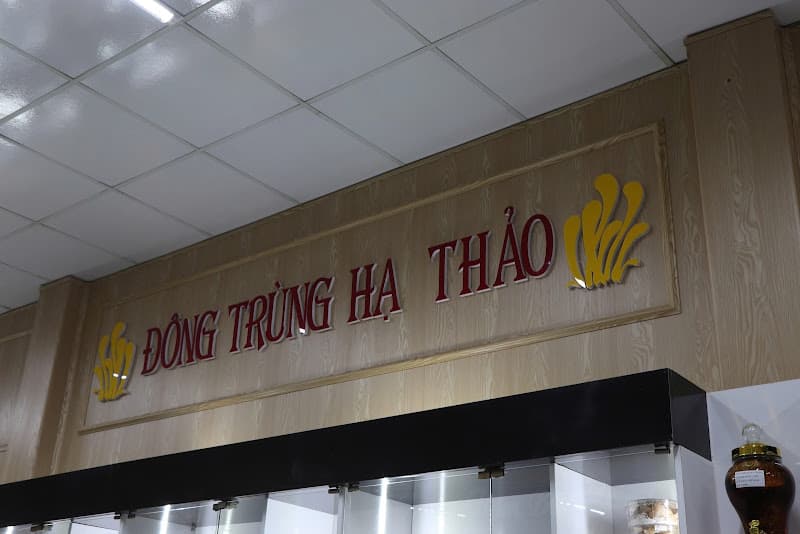 ĐÔNG TRÙNG HẠ THẢO